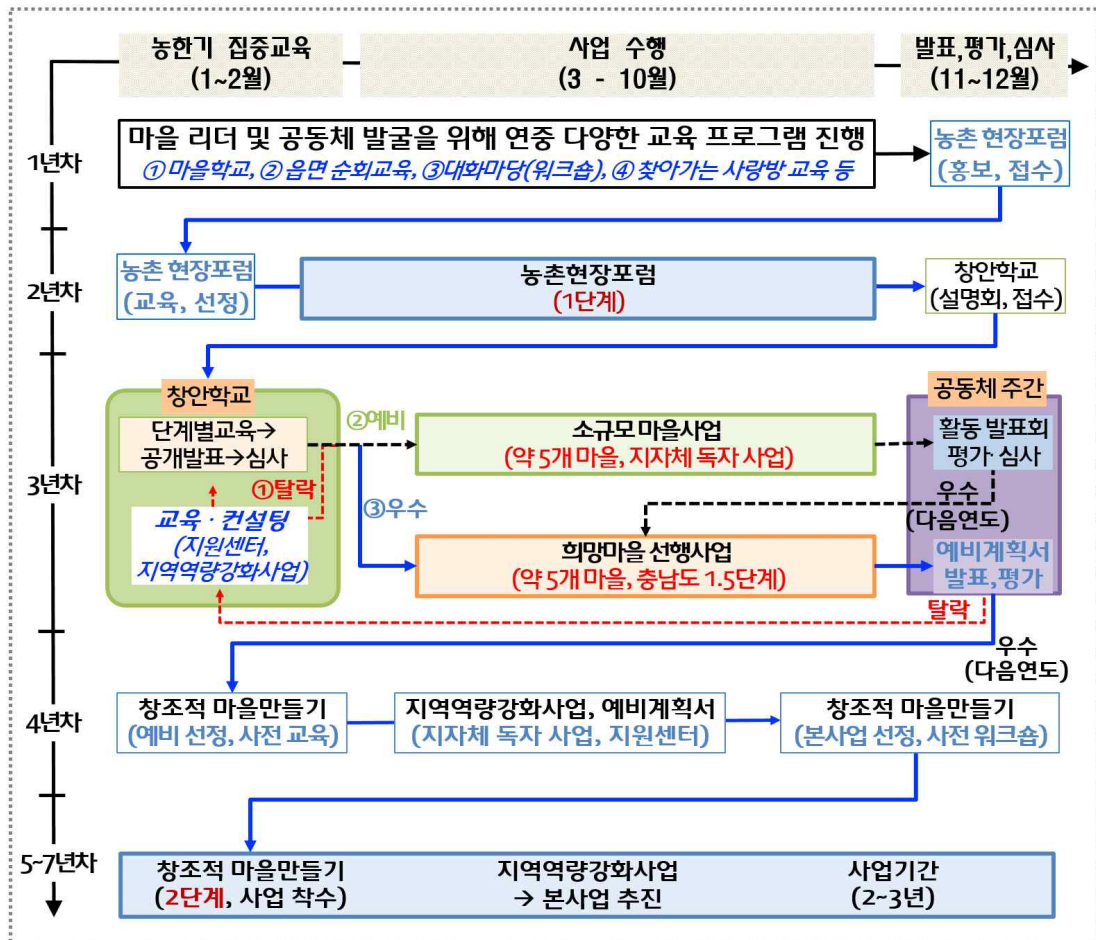 농한기 집중교육
(1~2월)
사업 수행
(3 - 10월)
발표,평가,심사
(11~12월)
1년차
마을 리더 및 공동체 발굴을 위해 연중 다양한 교육 프로그램 진행
① 마을학교, ② 읍면 순회교육, ③대화마당(워크숍), ④ 찾아가는 사랑방 교육 등
농촌 현장포럼
(홍보, 접수)
2년차
농촌 현장포럼
(교육, 선정)
농촌현장포럼
(1단계)
창안학교
(설명회, 접수)
3년차
창안학교
단계별교육→
공개발표→심사
①탈락
교육 · 컨설팅
(지원센터,
지역역량강화사업)
②예비
③우수
소규모 마을사업
(약 5개 마을, 지자체 독자 사업)
희망마을 선행사업
(약 5개 마을, 충남도 1.5단계)
공동체 주간
활동 발표회
평가·심사
우수
(다음연도)
예비계획서
발표,평가
탈락
우수
(다음연도)
4년차
창조적 마을만들기
(예비 선정, 사전 교육)
지역역량강화사업, 예비계획서
(지자체 독자 사업, 지원센터)
창조적 마을만들기
(본사업 선정, 사전 워크숍)
5~7년차
창조적 마을만들기
(2단계, 사업 착수)
지역역량강화사업
→ 본사업 추진
사업기간
(2~3년)